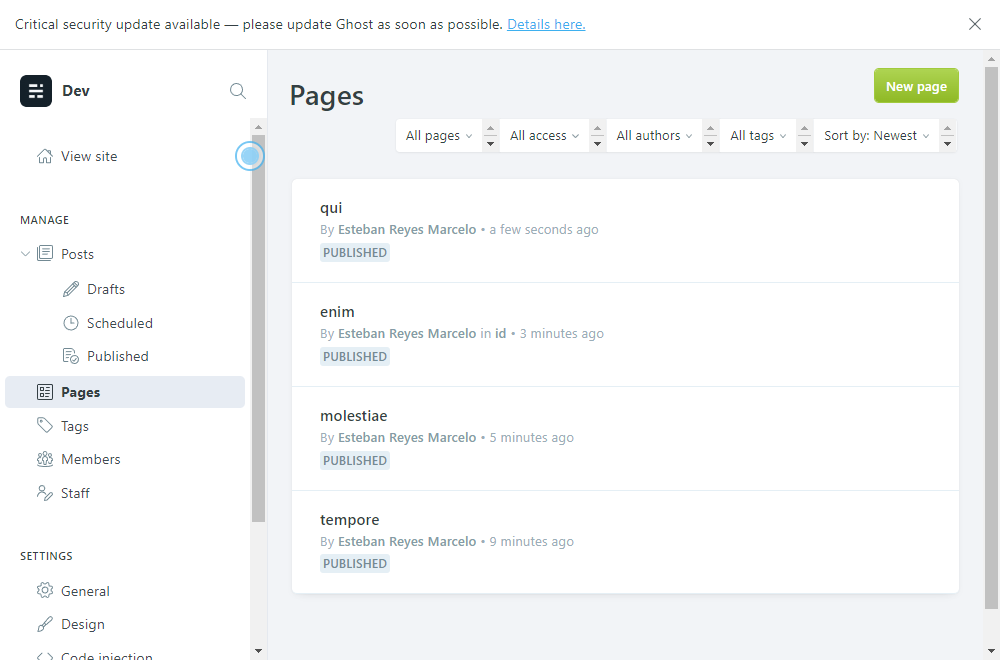 Critical security update available — please update Ghost as soon as possible. Details here.
Dev
View site
MANAGE
Posts
Drafts
Scheduled
Published
Pages
Tags
Members
Staff
SETTINGS
General
Design
Code injection
Pages
New page
All pages
All access
All authors
All tags
Sort by: Newest
qui
By Esteban Reyes Marcelo • a few seconds ago
PUBLISHED
enim
By Esteban Reyes Marcelo in id • 3 minutes ago
PUBLISHED
molestiae
By Esteban Reyes Marcelo • 5 minutes ago
PUBLISHED
tempore
By Esteban Reyes Marcelo • 9 minutes ago
PUBLISHED